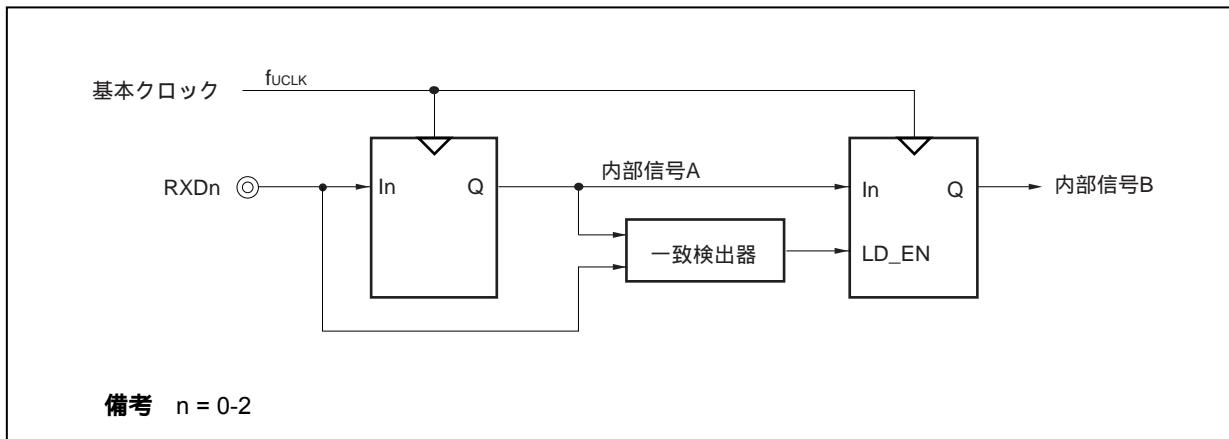 基本クロック fUCLK
RXDn
In Q
内部信号A
In Q
内部信号B
一致検出器
LD_EN
備考 n = 0-2